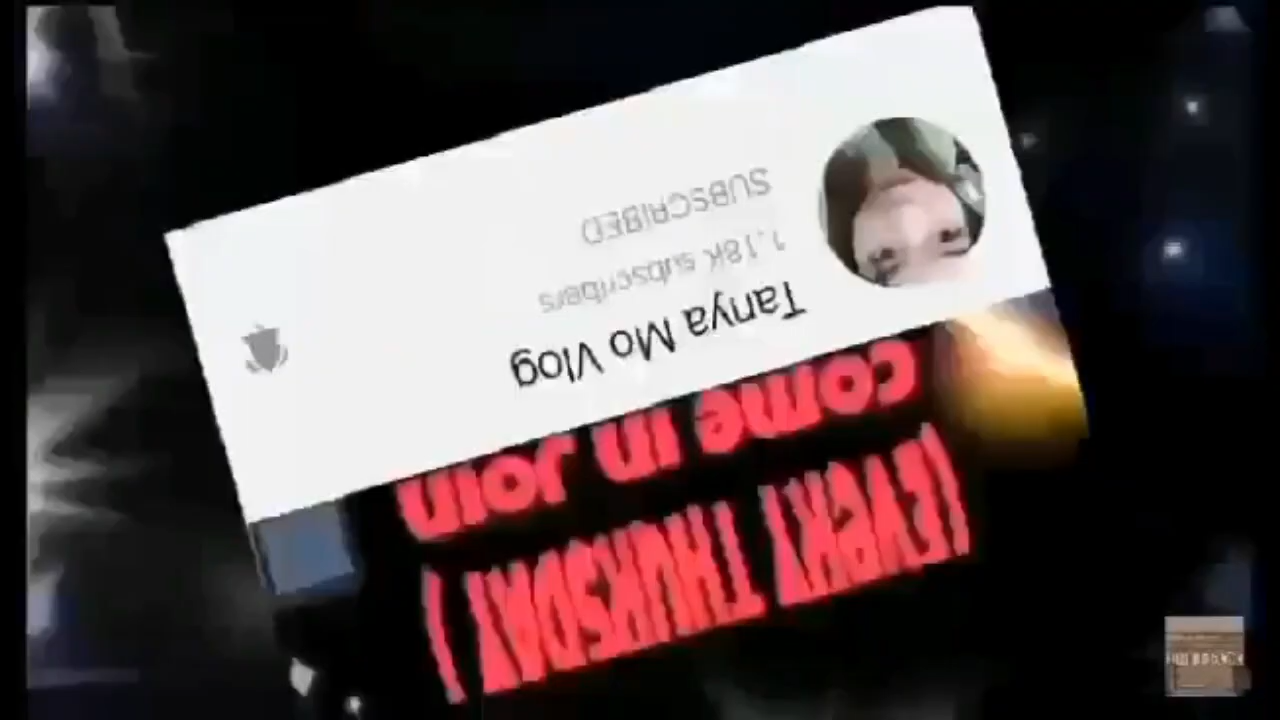 (EVERY THURSDAY )
come in Join
Tanya Mo Vlog
1.18K subscribers
SUBSCRIBED